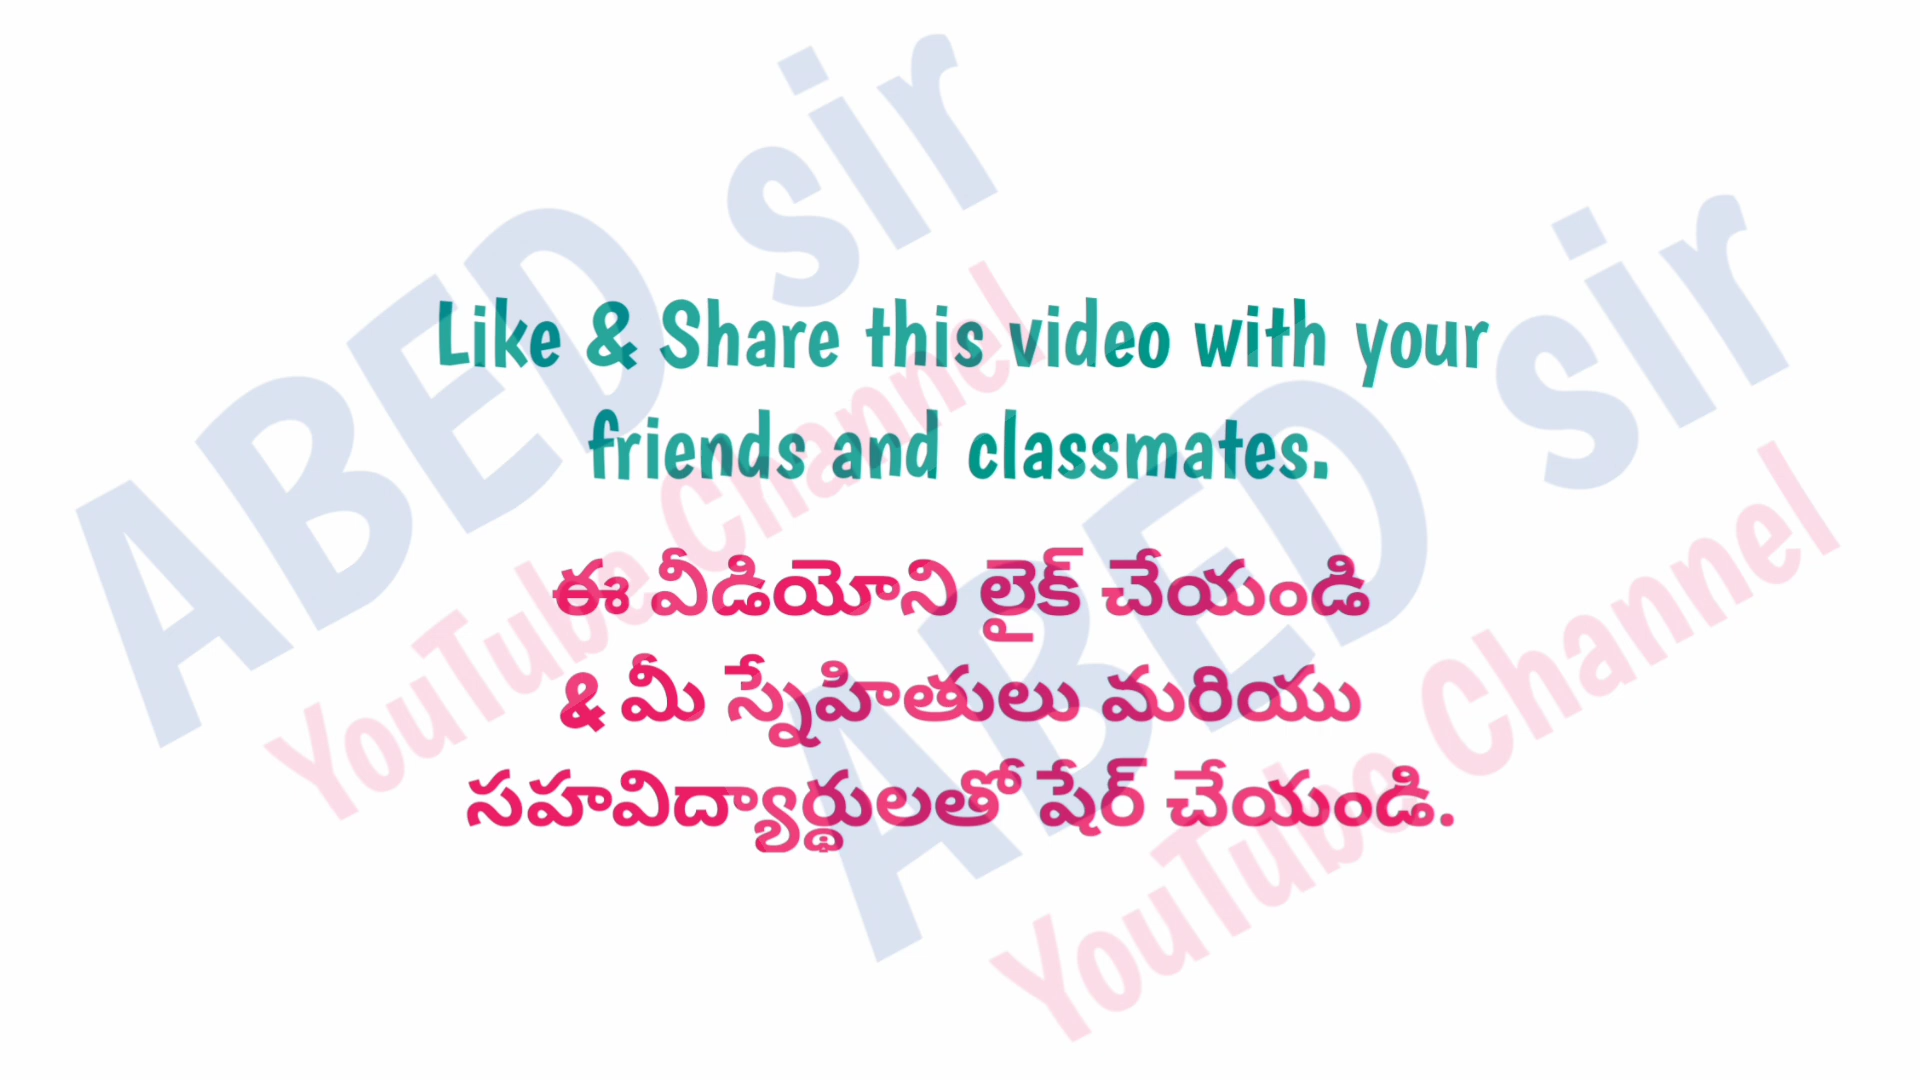 Like & Share this video with your
friends and classmates.
ఈ వీడియోని లైక్ చేయండి
& మీ స్నేహితులు మరియు
సహవిద్యార్థులతో షేర్ చేయండి.
ABED sir
YouTube Channel
ABED sir
YouTube Channel